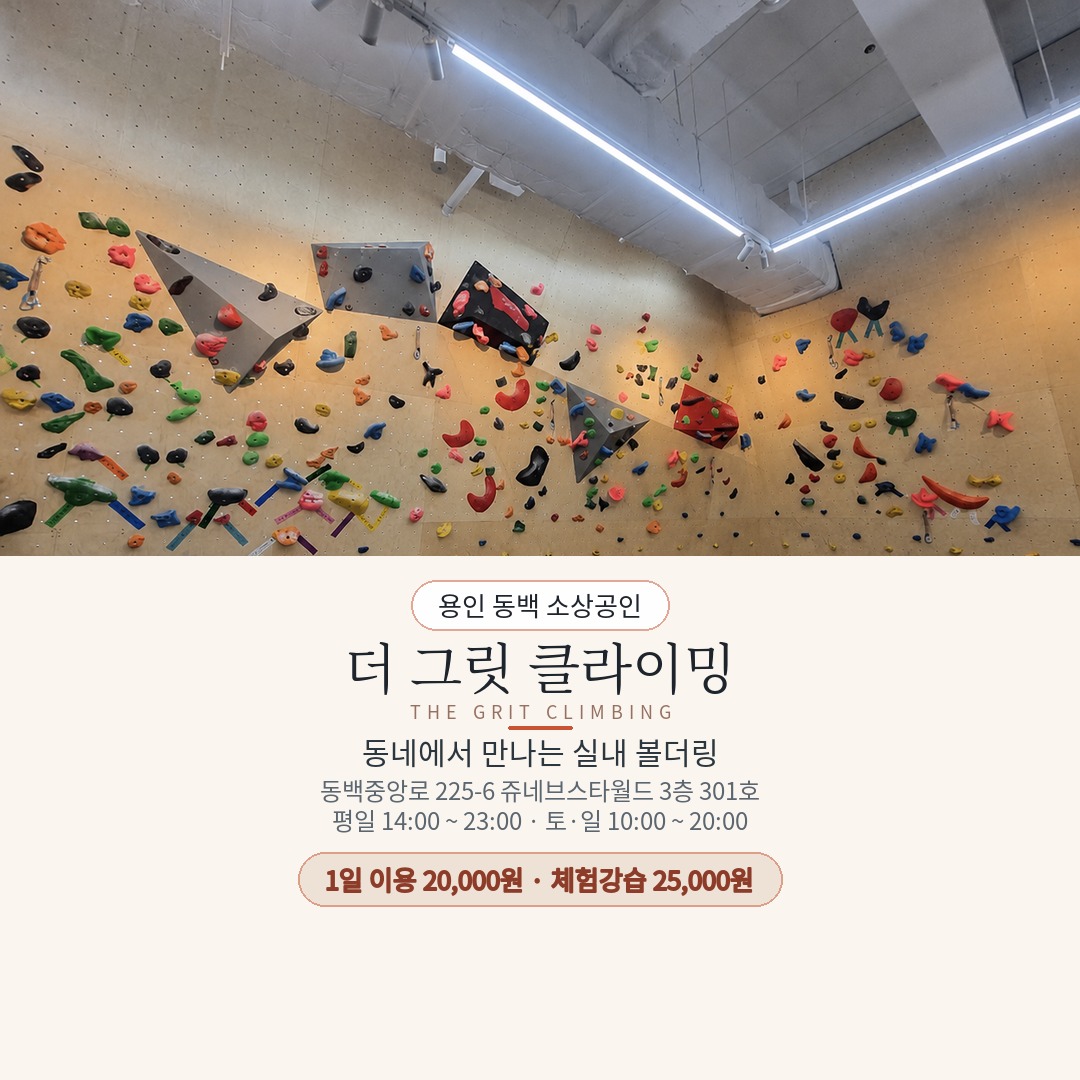 용인 동백 소상공인
더 그릿 클라이밍
THE GRIT CLIMBING
동네에서 만나는 실내 볼더링
동백중앙로 225-6 쥬네브스타월드 3층 301호
평일 14:00 ~ 23:00 · 토·일 10:00 ~ 20:00
1일 이용 20,000원 · 체험강습 25,000원